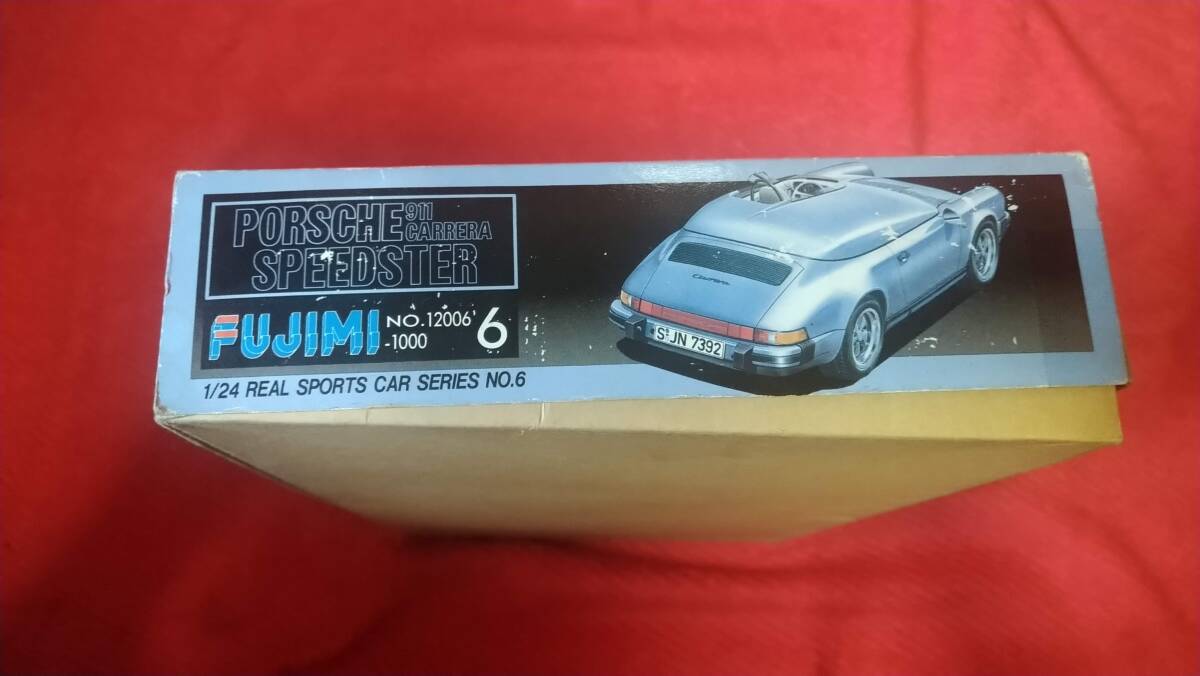 PORSCHE 911 CARRERA
SPEEDSTER
FUJIMI NO.12006 -1000 6
1/24 REAL SPORTS CAR SERIES NO.6
Carrera
S-JN 7392